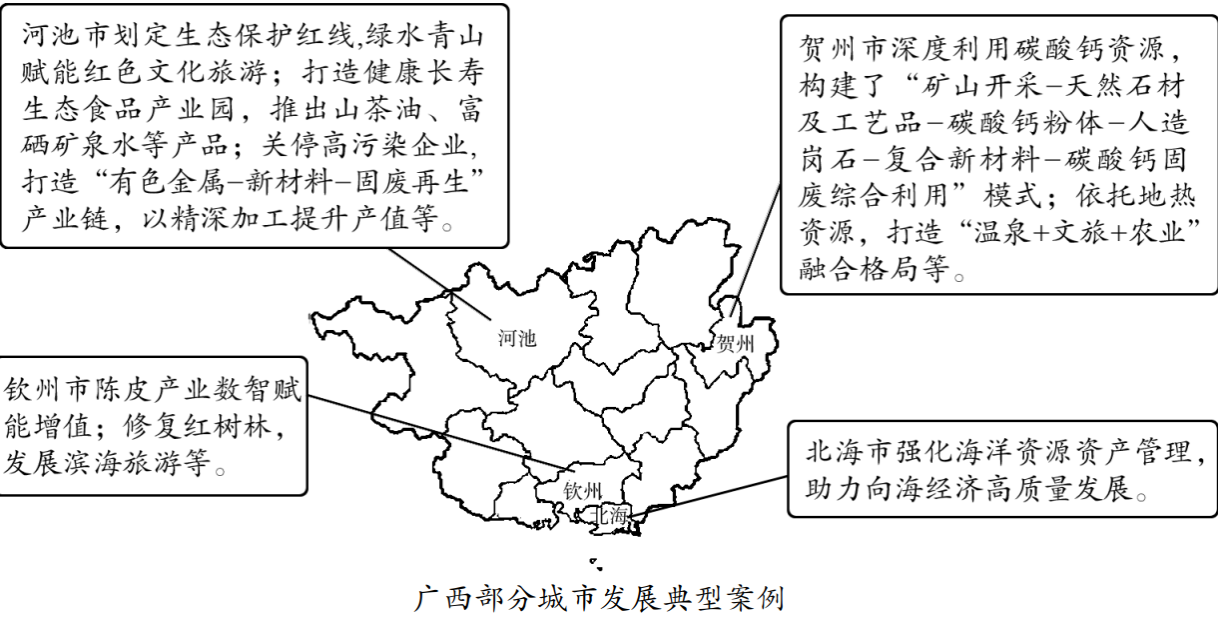 河池市划定生态保护红线,绿水青山
赋能红色文化旅游；打造健康长寿
生态食品产业园，推出山茶油、富
硒矿泉水等产品；关停高污染企业,
打造“有色金属-新材料-固废再生”
产业链，以精深加工提升产值等。
贺州市深度利用碳酸钙资源，
构建了“矿山开采-天然石材
及工艺品-碳酸钙粉体-人造
岗石-复合新材料-碳酸钙固
废综合利用”模式；依托地热
资源，打造“温泉+文旅+农业”
融合格局等。
河池
贺州
钦州市陈皮产业数智赋
能增值；修复红树林，
发展滨海旅游等。
北海市强化海洋资源资产管理，
助力向海经济高质量发展。
钦州
北海
广西部分城市发展典型案例